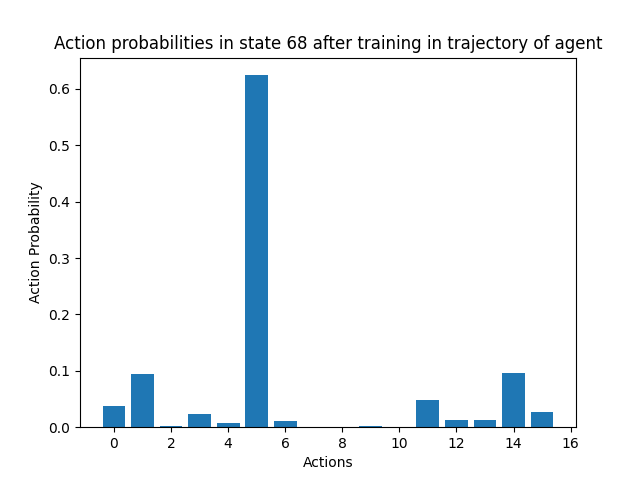 Action probabilities in state 68 after training in trajectory of agent
0.6
0.5
0.4
0.3
0.2
0.1
0.0
Action Probability
0 2 4 6 8 10 12 14 16
Actions